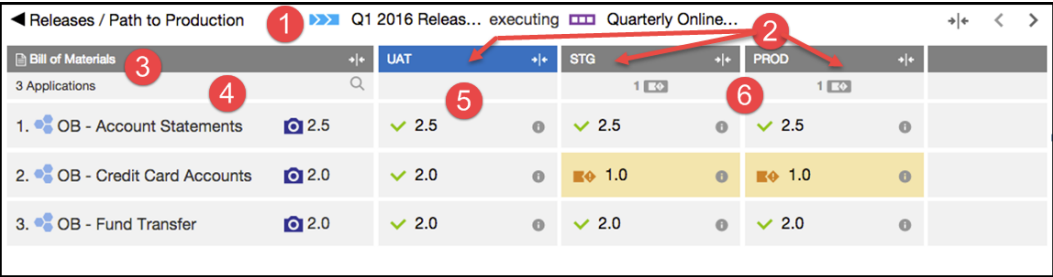 Releases / Path to Production 1 Q1 2016 Releas... executing Quarterly Online...
2
Bill of Materials 3 UAT STG PROD
3 Applications 4 5 1 6 1
1. OB - Account Statements 2.5 2.5 2.5 2.5
2. OB - Credit Card Accounts 2.0 2.0 1.0 1.0
3. OB - Fund Transfer 2.0 2.0 2.0 2.0